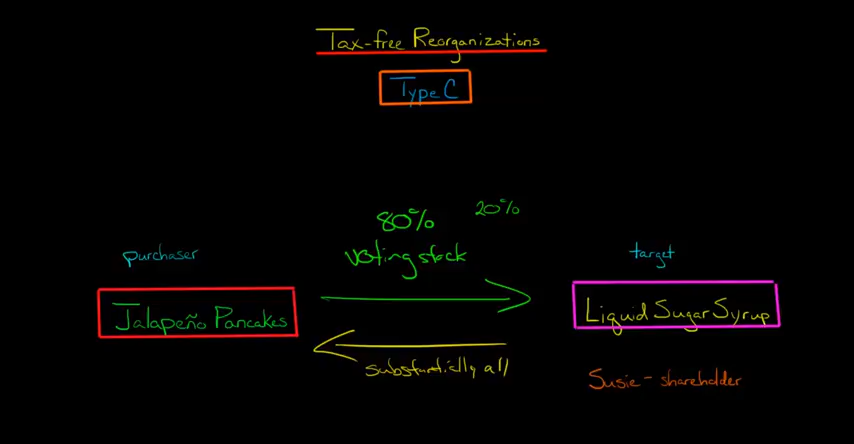 Tax-free Reorganizations
Type C
80%
20%
voting stock
purchaser
target
Jalapeño Pancakes
Liquid Sugar Syrup
substantially all
Susie - shareholder